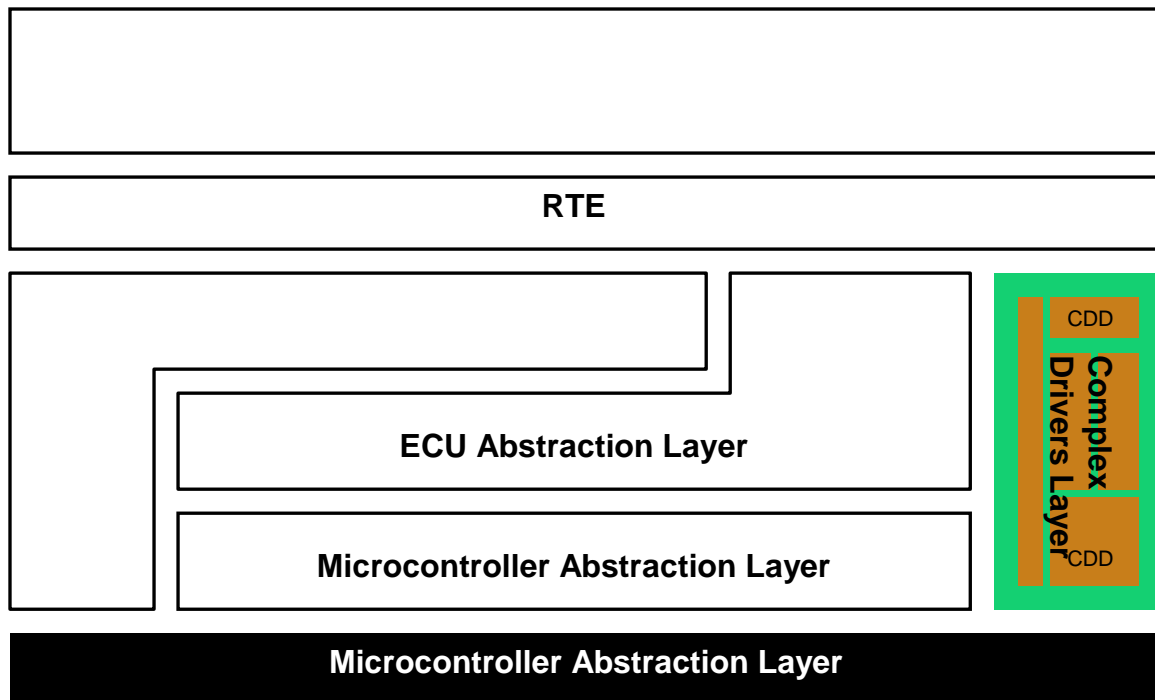 RTE
CDD
Complex
Drivers Layer
ECU Abstraction Layer
Microcontroller Abstraction Layer
CDD
Microcontroller Abstraction Layer